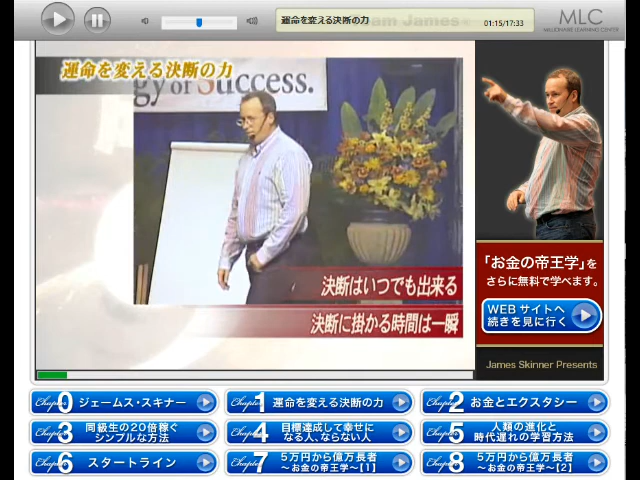 運命を変える決断の力
01:15/17:33
MLC
MILLIONAIRE LEARNING CENTER
運命を変える決断の力
gy of Success.
決断はいつでも出来る
決断に掛かる時間は一瞬
「お金の帝王学」を
さらに無料で学べます。
WEB サイトへ
続きを見に行く
James Skinner Presents
Chapter 0 ジェームス・スキナー
Chapter 1 運命を変える決断の力
Chapter 2 お金とエクスタシー
Chapter 3 同級生の20倍稼ぐ
シンプルな方法
Chapter 4 目標達成して幸せに
なる人、ならない人
Chapter 5 人類の進化と
時代遅れの学習方法
Chapter 6 スタートライン
Chapter 7 5万円から億万長者
〜お金の帝王学〜【1】
Chapter 8 5万円から億万長者
〜お金の帝王学〜【2】